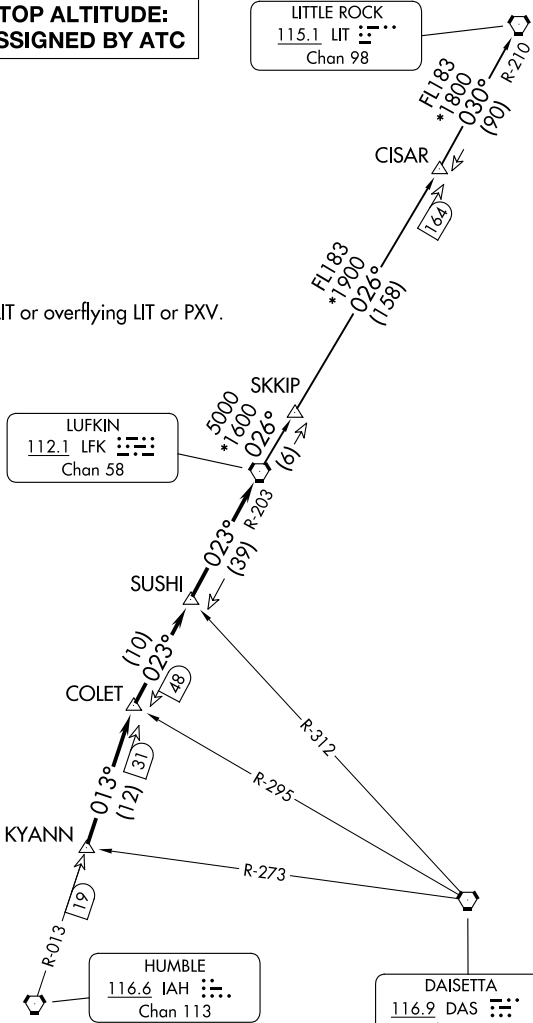 TOP ALTITUDE:
ASSIGNED BY ATC
LITTLE ROCK
115.1 LIT
Chan 98
R-210
FL183
*1800
030°
(90)
CISAR
164
FL183
*1900
026°
(158)
LIT or overflying LIT or PXV.
SKKIP
5000
*1600
026°
(6)
LUFKIN
112.1 LFK
Chan 58
R-203
023°
(39)
SUSHI
(10)
023°
48
COLET
R-312
R-295
31
013°
(12)
KYANN
R-273
19
R-013
HUMBLE
116.6 IAH
Chan 113
DAISETTA
116.9 DAS